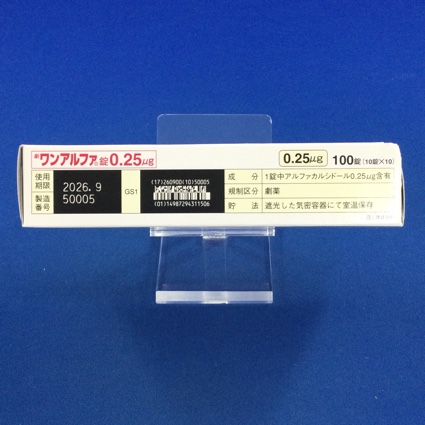 劇 ワンアルファ®錠0.25μg
0.25μg 100錠(10錠×10)
使用期限 2026.9
製造番号 50005
GS1
(17)260900(10)50005
(01)14987294311506
成分 1錠中アルファカルシドール0.25μg含有
規制区分 劇薬
貯法 遮光した気密容器にて室温保存